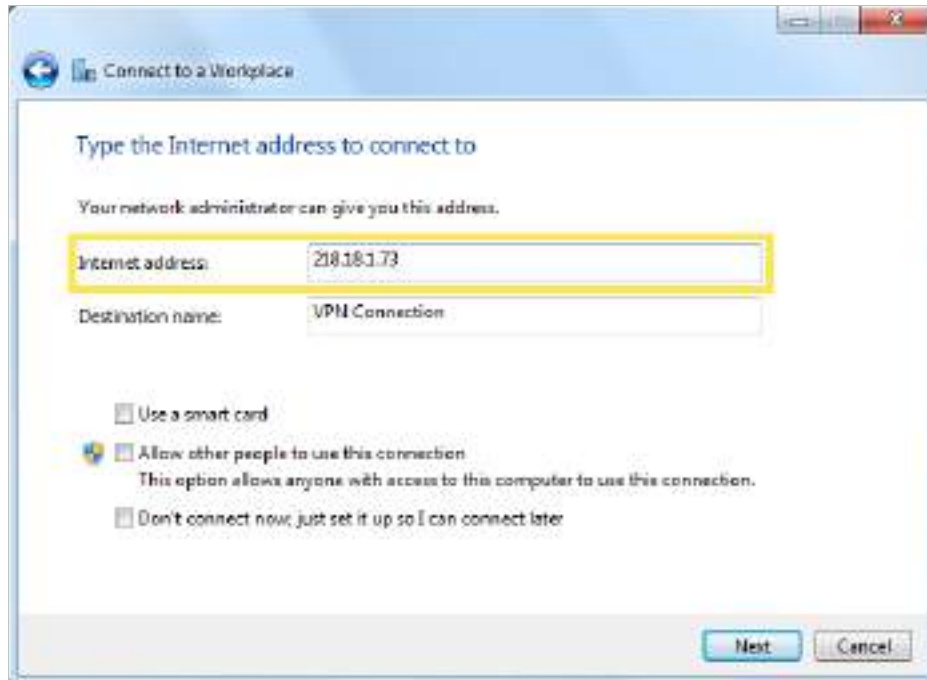 Connect to a Workplace
Type the Internet address to connect to
Your network administrator can give you this address.
Internet address:
218.18.1.73
Destination name:
VPN Connection
Use a smart card
Allow other people to use this connection
This option allows anyone with access to this computer to use this connection.
Don't connect now; just set it up so I can connect later
Next
Cancel